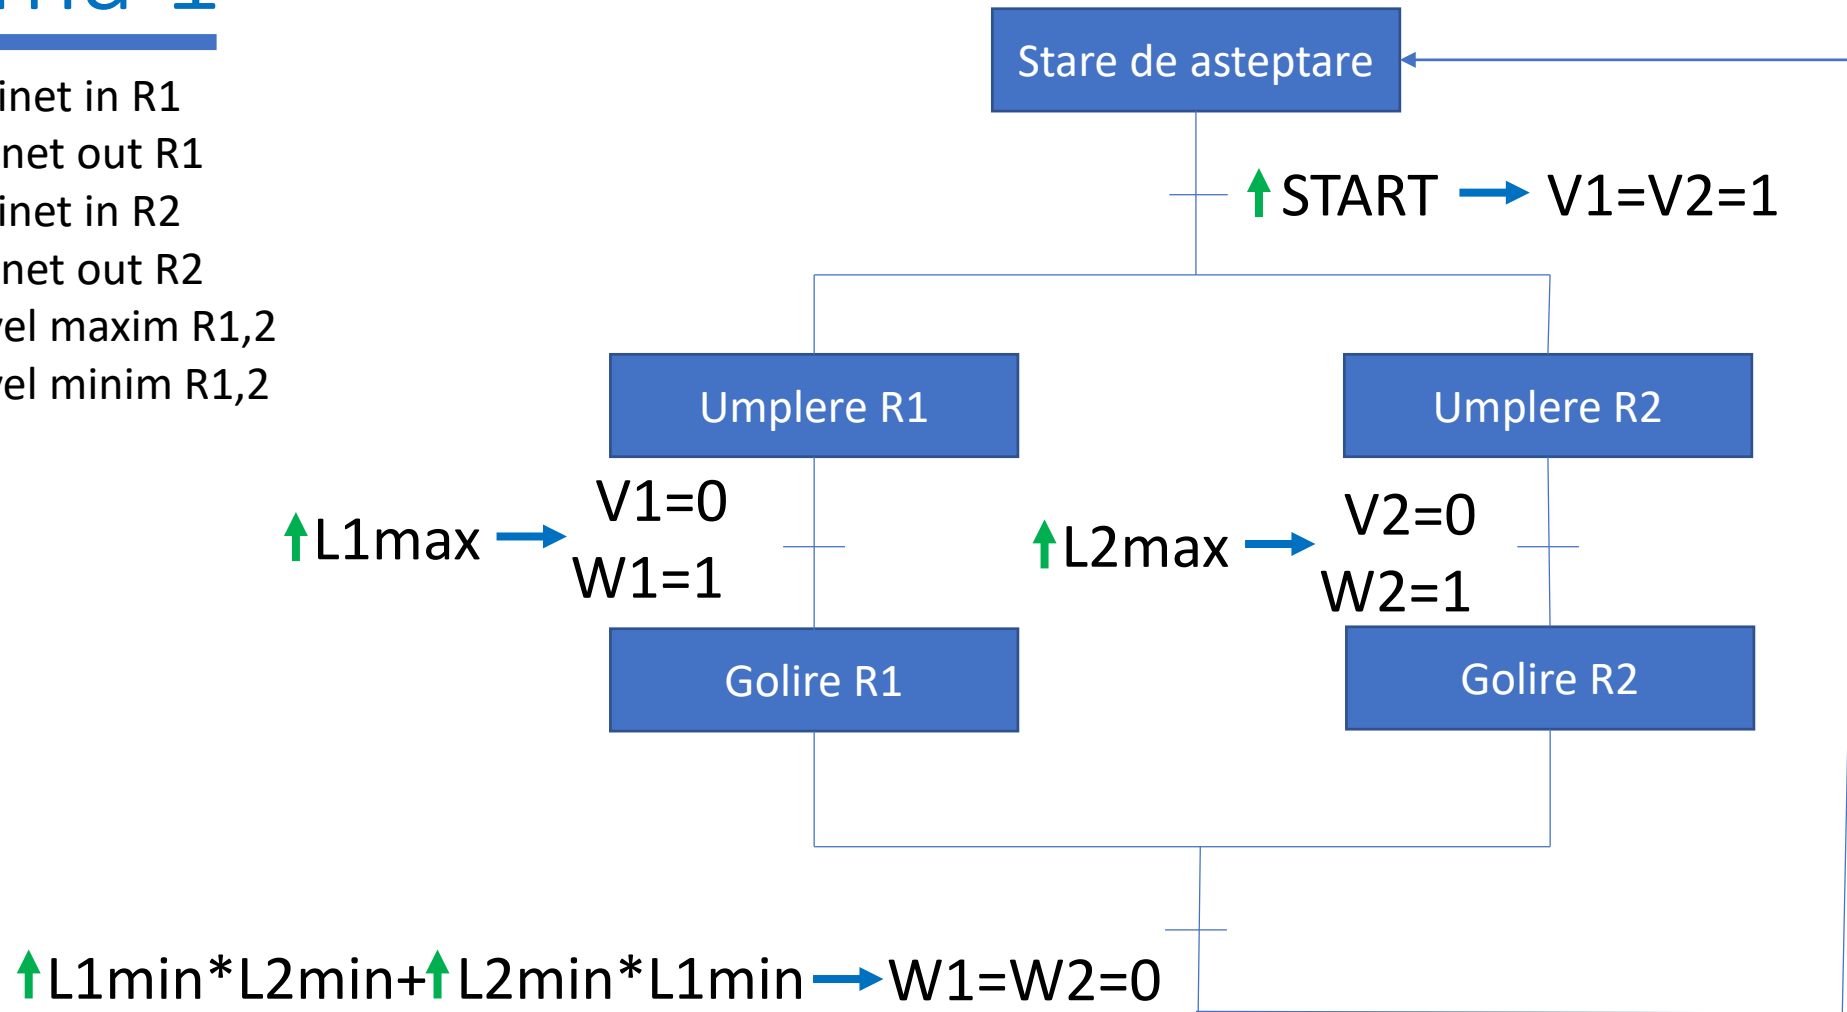 inet in R1
net out R1
inet in R2
net out R2
vel maxim R1,2
vel minim R1,2
Stare de asteptare
START V1=V2=1
Umplere R1
Umplere R2
L1max V1=0
W1=1
L2max V2=0
W2=1
Golire R1
Golire R2
L1min*L2min+ L2min*L1min W1=W2=0